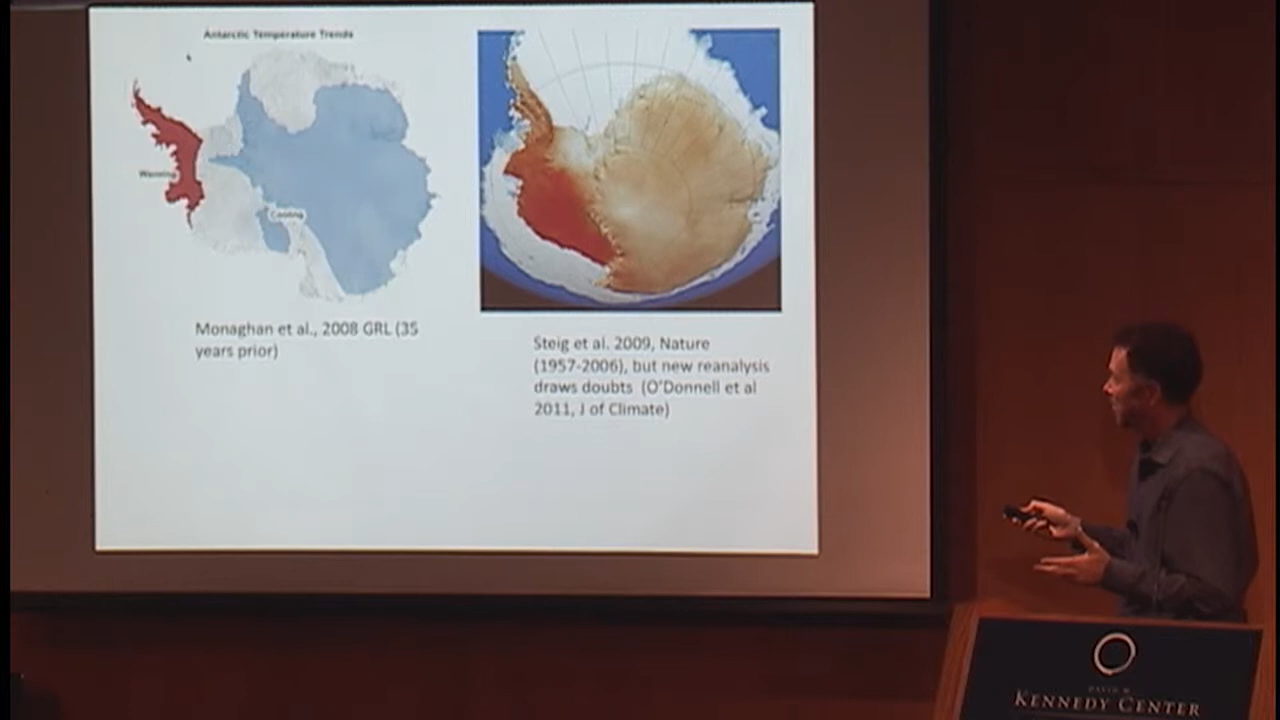 Antarctic Temperature Trends
Warming
Cooling
Monaghan et al., 2008 GRL (35
years prior)
Steig et al. 2009, Nature
(1957-2006), but new reanalysis
draws doubts (O'Donnell et al
2011, J of Climate)
DAVID M.
KENNEDY CENTER